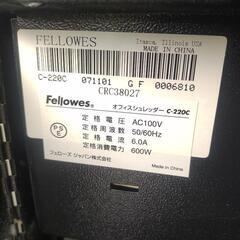 FELLOWES
Itasca, Illinois USA
MADE IN CHINA
C-220C 071101 G F 0006810
CRC38027
Fellowes® オフィスシュレッダー C-220C
PSE
定格電圧 AC100V
定格周波数 50/60Hz
定格電流 6.0A
定格消費電力 600W
フェローズ ジャパン株式会社
Made in China